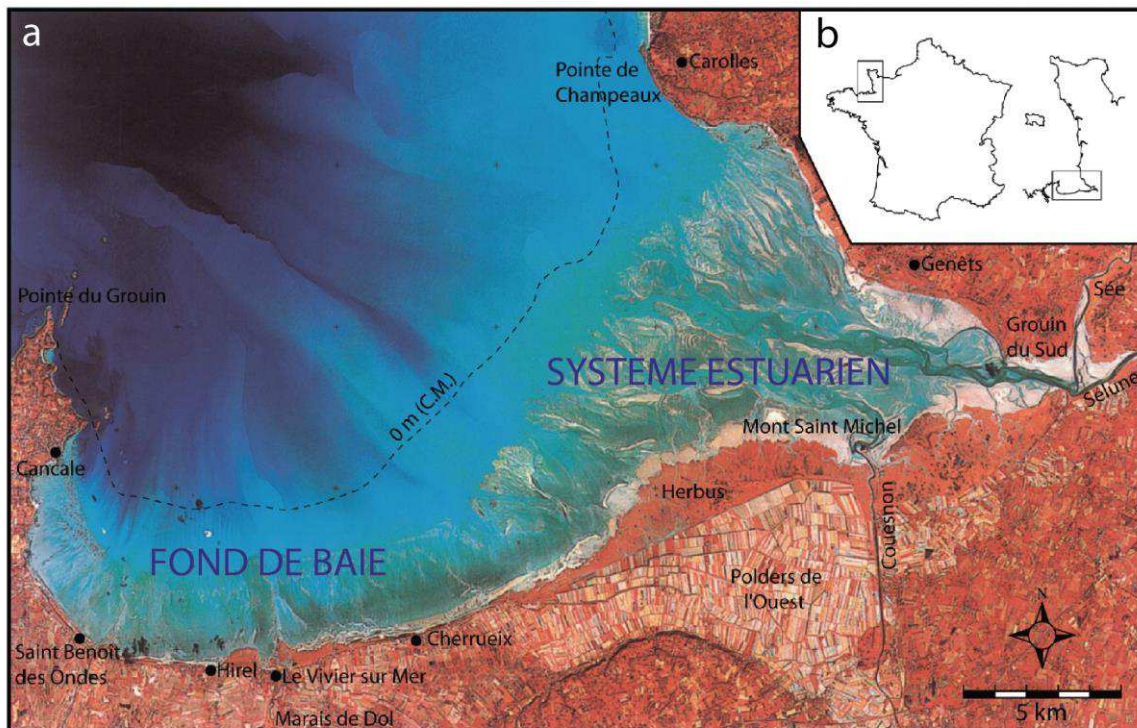 a
b
Pointe de
Champeaux
Carolles
Genêts
Sée
Pointe du Grouin
Grouin
du Sud
SYSTEME ESTUARIEN
Sélune
0 m (C.M.)
Mont Saint Michel
Cancale
Herbus
Couesnon
FOND DE BAIE
Polders de
l'Ouest
N
Cherrueix
Saint Benoît
des Ondes
Hirel
Le Vivier sur Mer
Marais de Dol
5 km